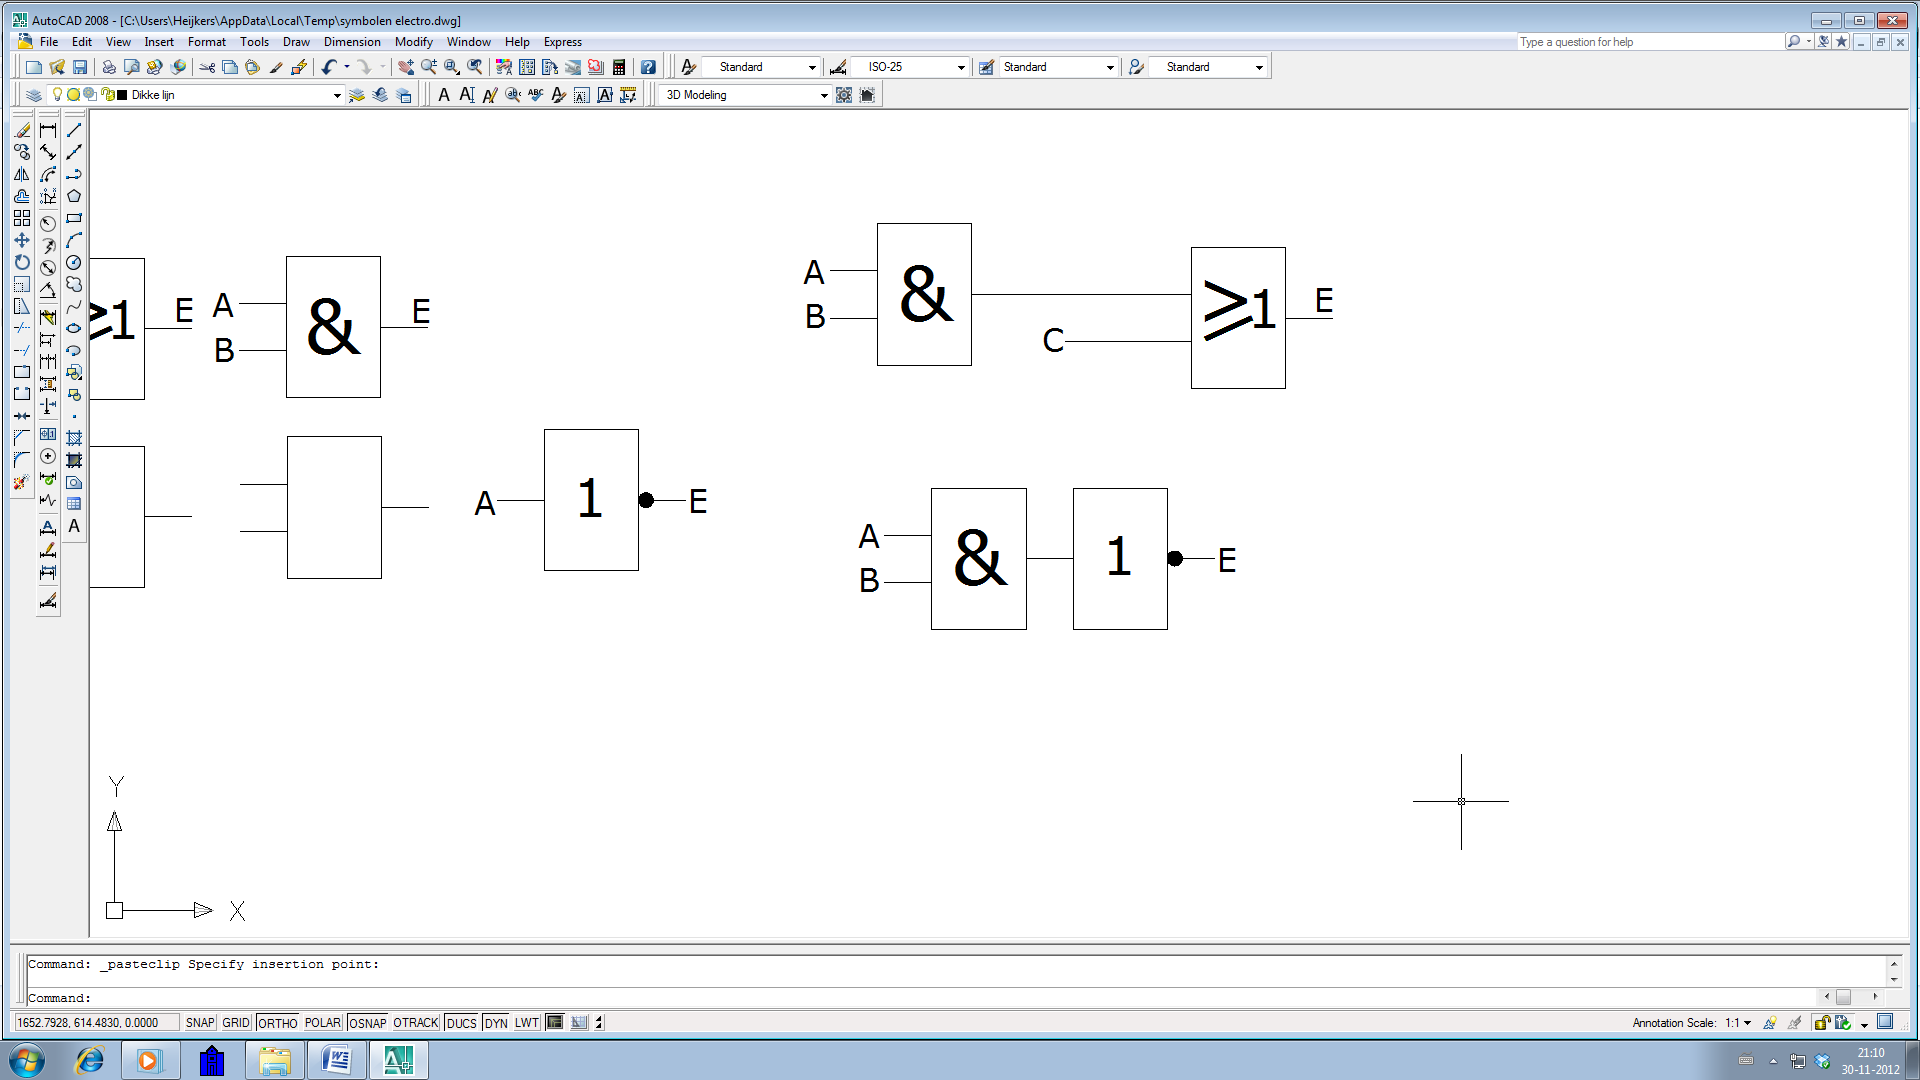 AutoCAD 2008 - [C:\Users\Heijkers\AppData\Local\Temp\symbolen electro.dwg]
File Edit View Insert Format Tools Draw Dimension Modify Window Help Express
Type a question for help
Standard ISO-25 Standard Standard
Dikke lijn
3D Modeling
A & E
B
C
≥1 E
≥1 E
A & E
B
A 1 E
A & 1 E
B
Y
X
Command: _pasteclip Specify insertion point:
Command:
1652.7928, 614.4830, 0.0000 SNAP GRID ORTHO POLAR OSNAP OTRACK DUCS DYN LWT
Annotation Scale: 1:1
21:10
30-11-2012